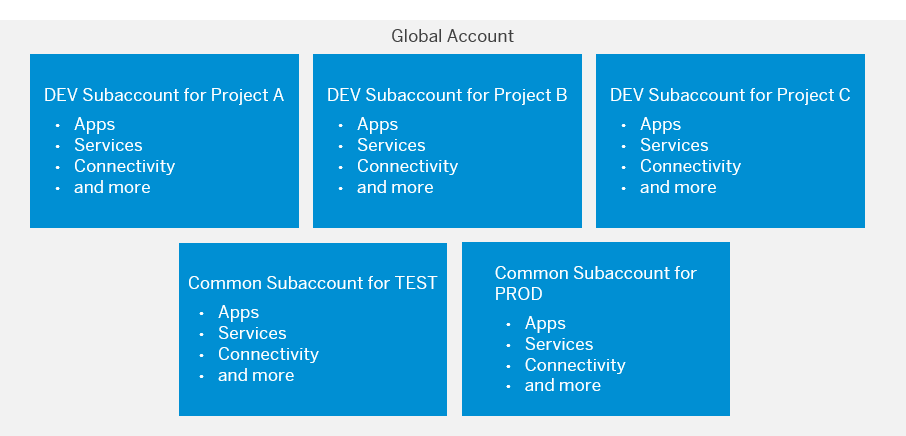 Global Account
DEV Subaccount for Project A
• Apps
• Services
• Connectivity
• and more
DEV Subaccount for Project B
• Apps
• Services
• Connectivity
• and more
DEV Subaccount for Project C
• Apps
• Services
• Connectivity
• and more
Common Subaccount for TEST
• Apps
• Services
• Connectivity
• and more
Common Subaccount for
PROD
• Apps
• Services
• Connectivity
• and more